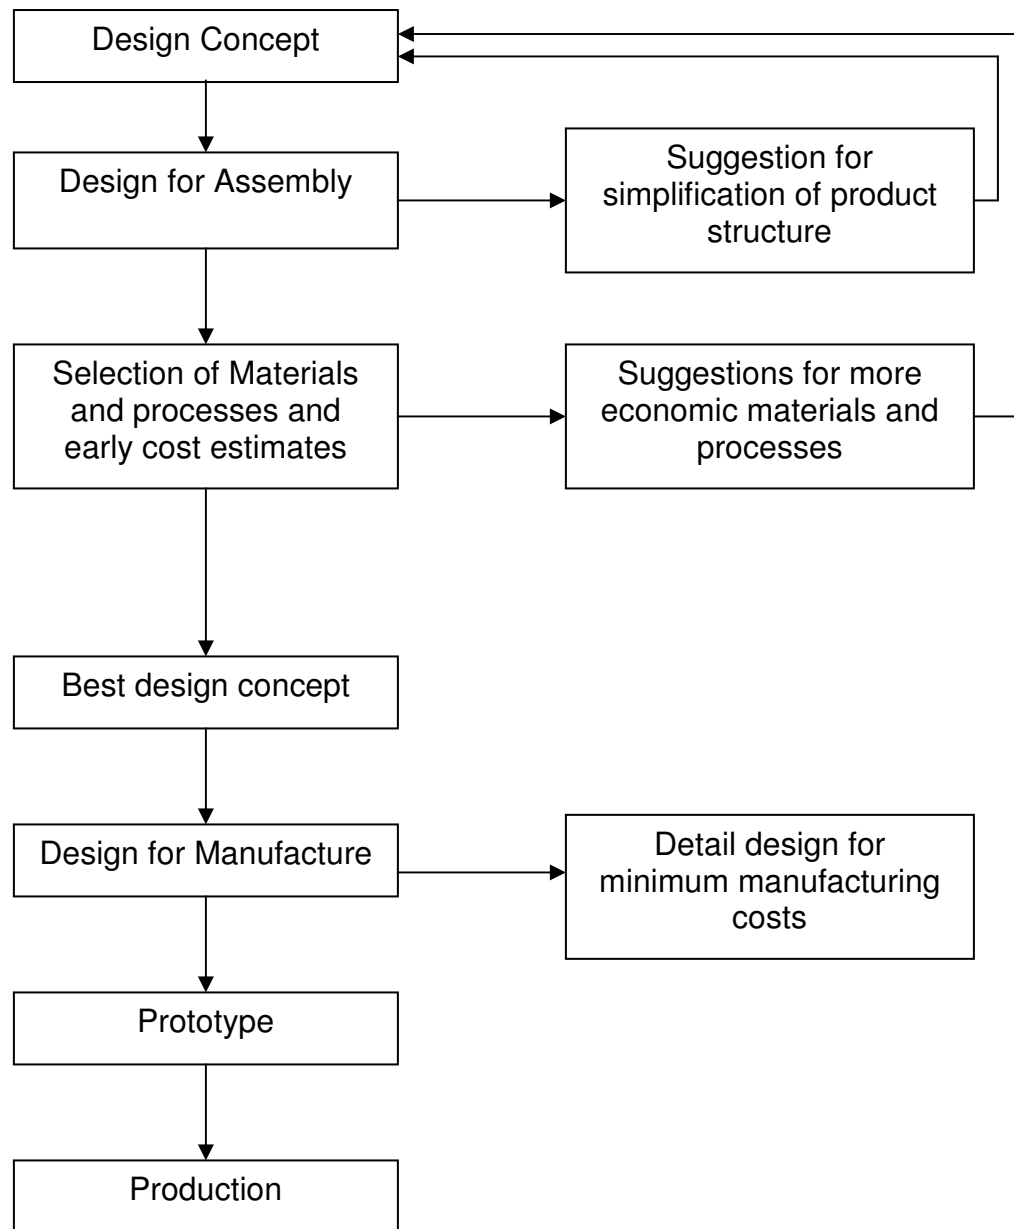 Design Concept
Design for Assembly
Suggestion for
simplification of product
structure
Selection of Materials
and processes and
early cost estimates
Suggestions for more
economic materials and
processes
Best design concept
Design for Manufacture
Detail design for
minimum manufacturing
costs
Prototype
Production